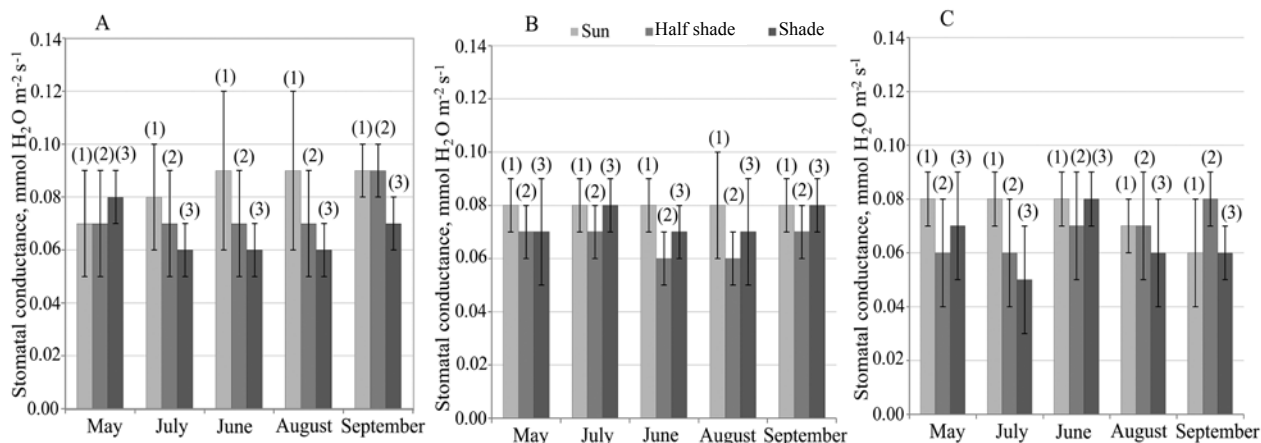 A
Stomatal conductance, mmol H₂O m⁻² s⁻¹
0.14
0.12
0.10
0.08
0.06
0.04
0.02
0.00
(1) (2) (3)
(1) (2) (3)
(1) (2) (3)
(1) (2) (3)
(1) (2) (3)
May July June August September
B
Sun Half shade Shade
Stomatal conductance, mmol H₂O m⁻² s⁻¹
0.14
0.12
0.10
0.08
0.06
0.04
0.02
0.00
(1) (2) (3)
(1) (2) (3)
(1) (2) (3)
(1) (2) (3)
(1) (2) (3)
May July June August September
C
Stomatal conductance, mmol H₂O m⁻² s⁻¹
0.14
0.12
0.10
0.08
0.06
0.04
0.02
0.00
(1) (2) (3)
(1) (2) (3)
(1) (2) (3)
(1) (2) (3)
(1) (2) (3)
May July June August September